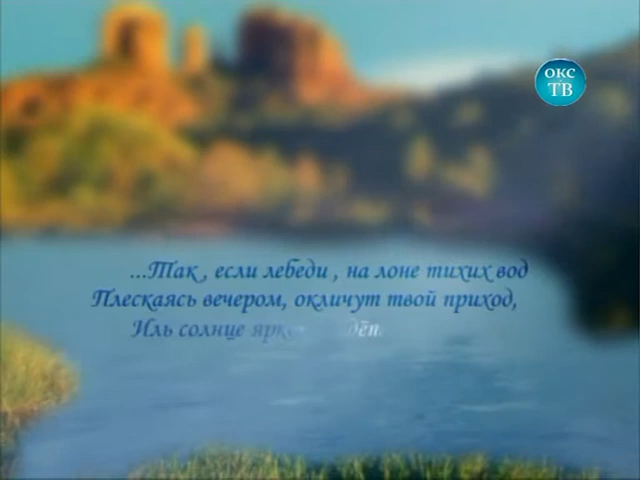 ОКС
ТВ
...Так , если лебеди , на лоне тихих вод
Плескаясь вечером, окличут твой приход,
Иль солнце